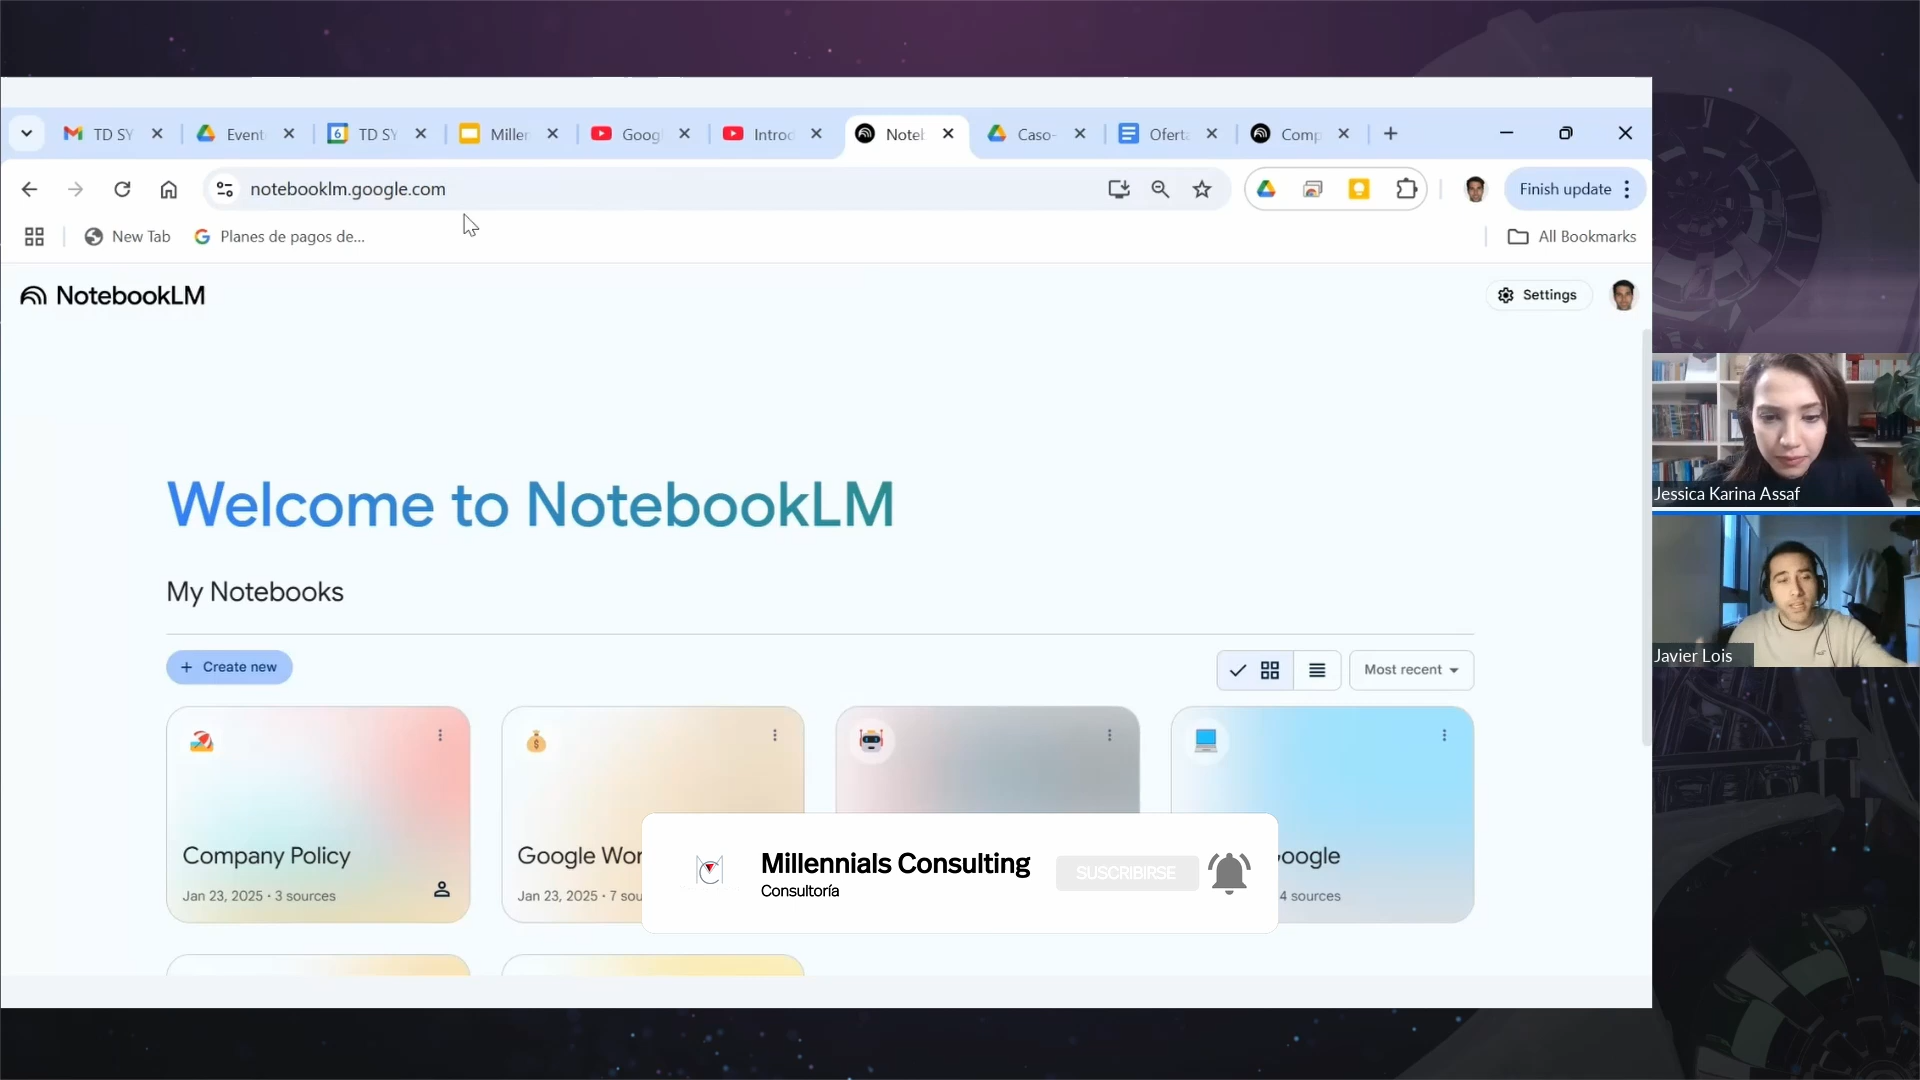 TD SY
Event
6
TD SY
Miller
Goog
Introd
Notel
Caso-
Oferta
Comp
notebooklm.google.com
Finish update
New Tab
Planes de pagos de...
All Bookmarks
NotebookLM
Settings
Welcome to NotebookLM
My Notebooks
Create new
Most recent
Company Policy
Jan 23, 2025 · 3 sources
Google Wor
Jan 23, 2025 · 7 sou
oogle
4 sources
Millennials Consulting
Consultoría
SUSCRIBIRSE
Jessica Karina Assaf
Javier Lois